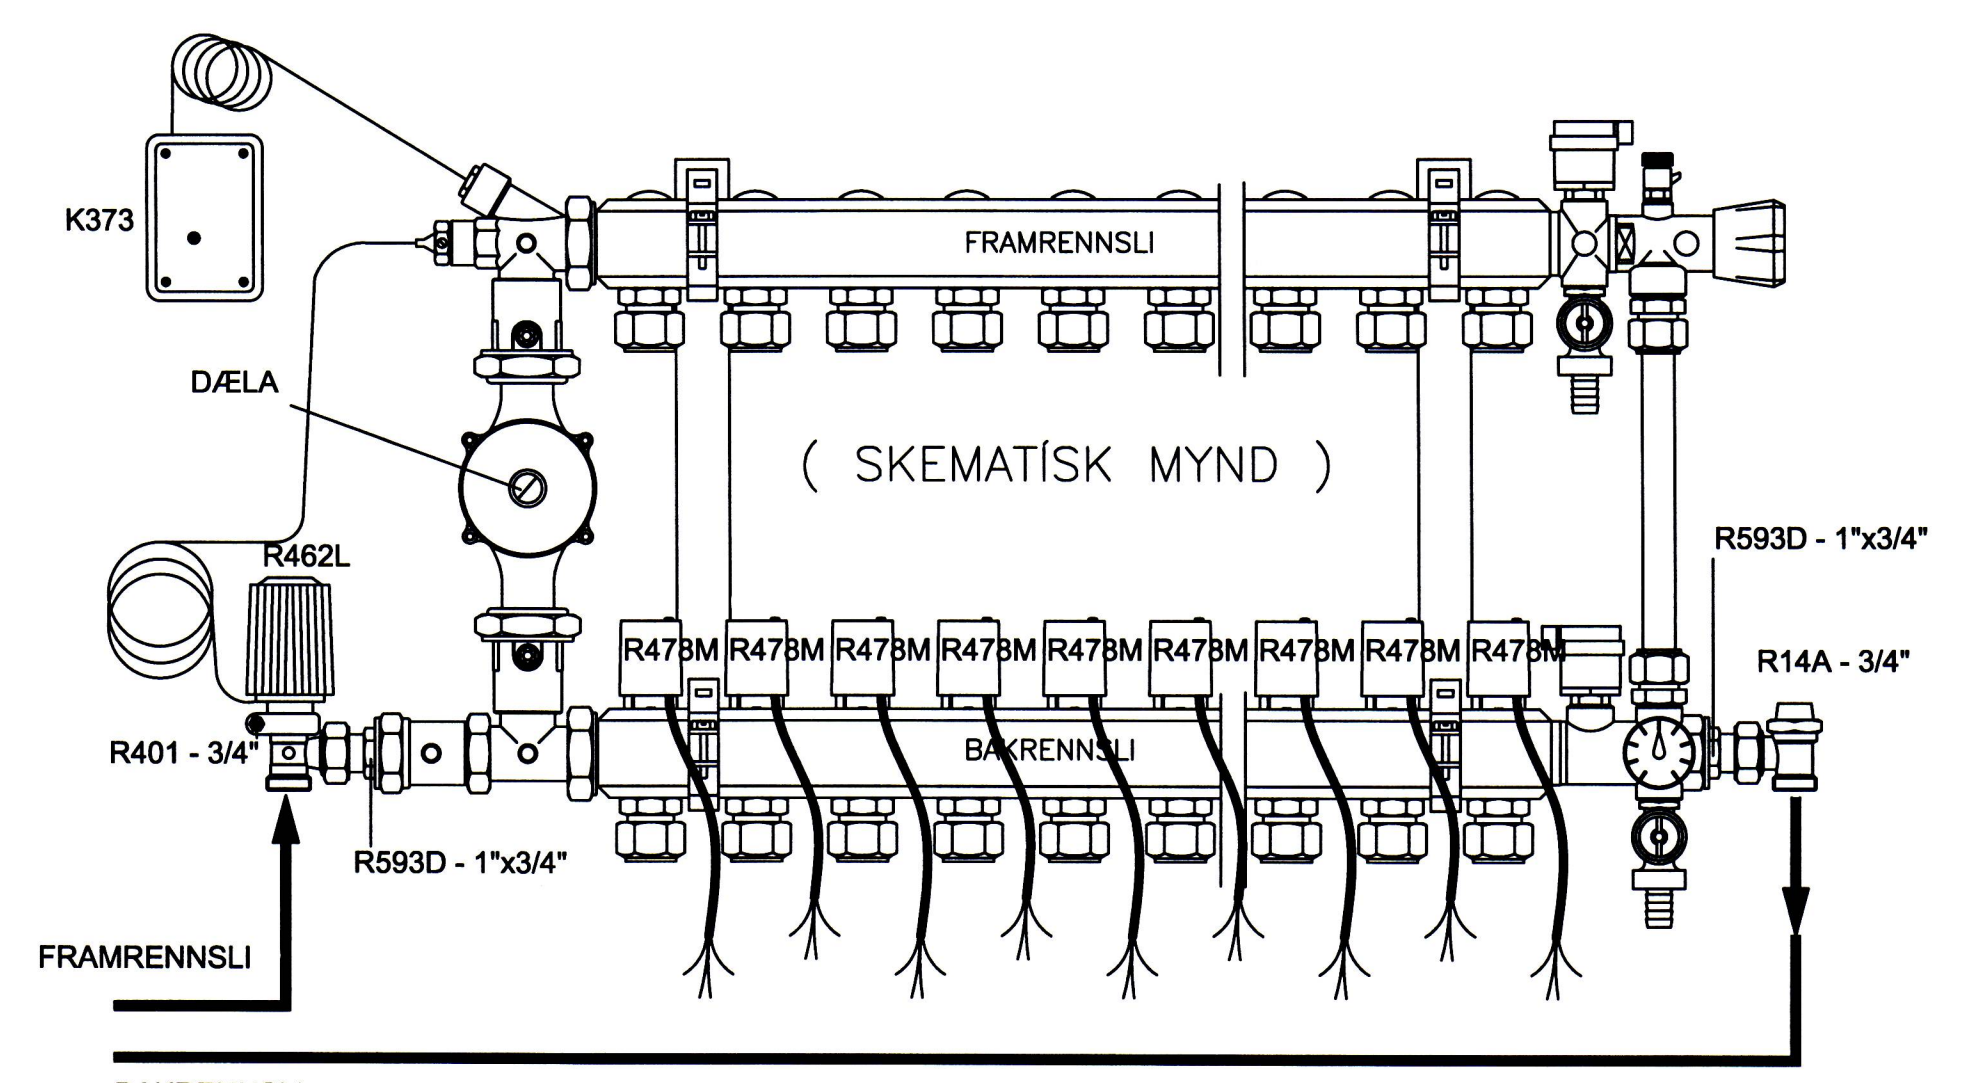 K373
FRAMRENNSLI
DÆLA
( SKEMATÍSK MYND )
R593D - 1"x3/4"
R462L
R478M R478M R478M R478M R478M R478M R478M R478M R478M
R14A - 3/4"
R401 - 3/4"
BAKRENNSLI
R593D - 1"x3/4"
FRAMRENNSLI